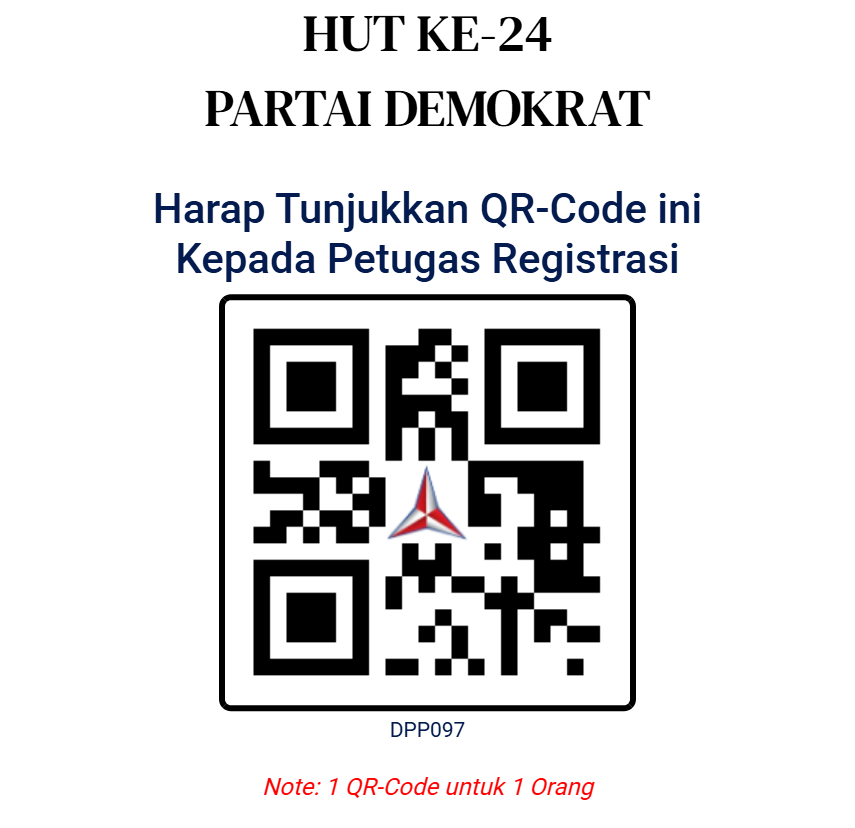 HUT KE-24
PARTAI DEMOKRAT
Harap Tunjukkan QR-Code ini
Kepada Petugas Registrasi
DPP097
Note: 1 QR-Code untuk 1 Orang